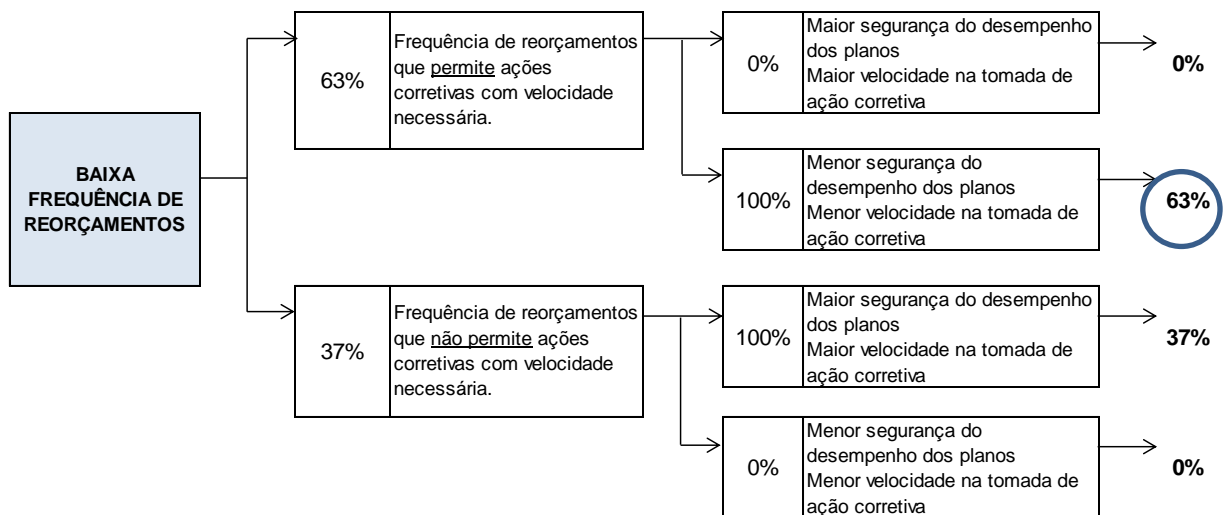 BAIXA
FREQUÊNCIA DE
REORÇAMENTOS
63%
Frequência de reorçamentos
que permite ações
corretivas com velocidade
necessária.
0%
Maior segurança do desempenho
dos planos
Maior velocidade na tomada de
ação corretiva
0%
100%
Menor segurança do
desempenho dos planos
Menor velocidade na tomada de
ação corretiva
63%
37%
Frequência de reorçamentos
que não permite ações
corretivas com velocidade
necessária.
100%
Maior segurança do desempenho
dos planos
Maior velocidade na tomada de
ação corretiva
37%
0%
Menor segurança do
desempenho dos planos
Menor velocidade na tomada de
ação corretiva
0%